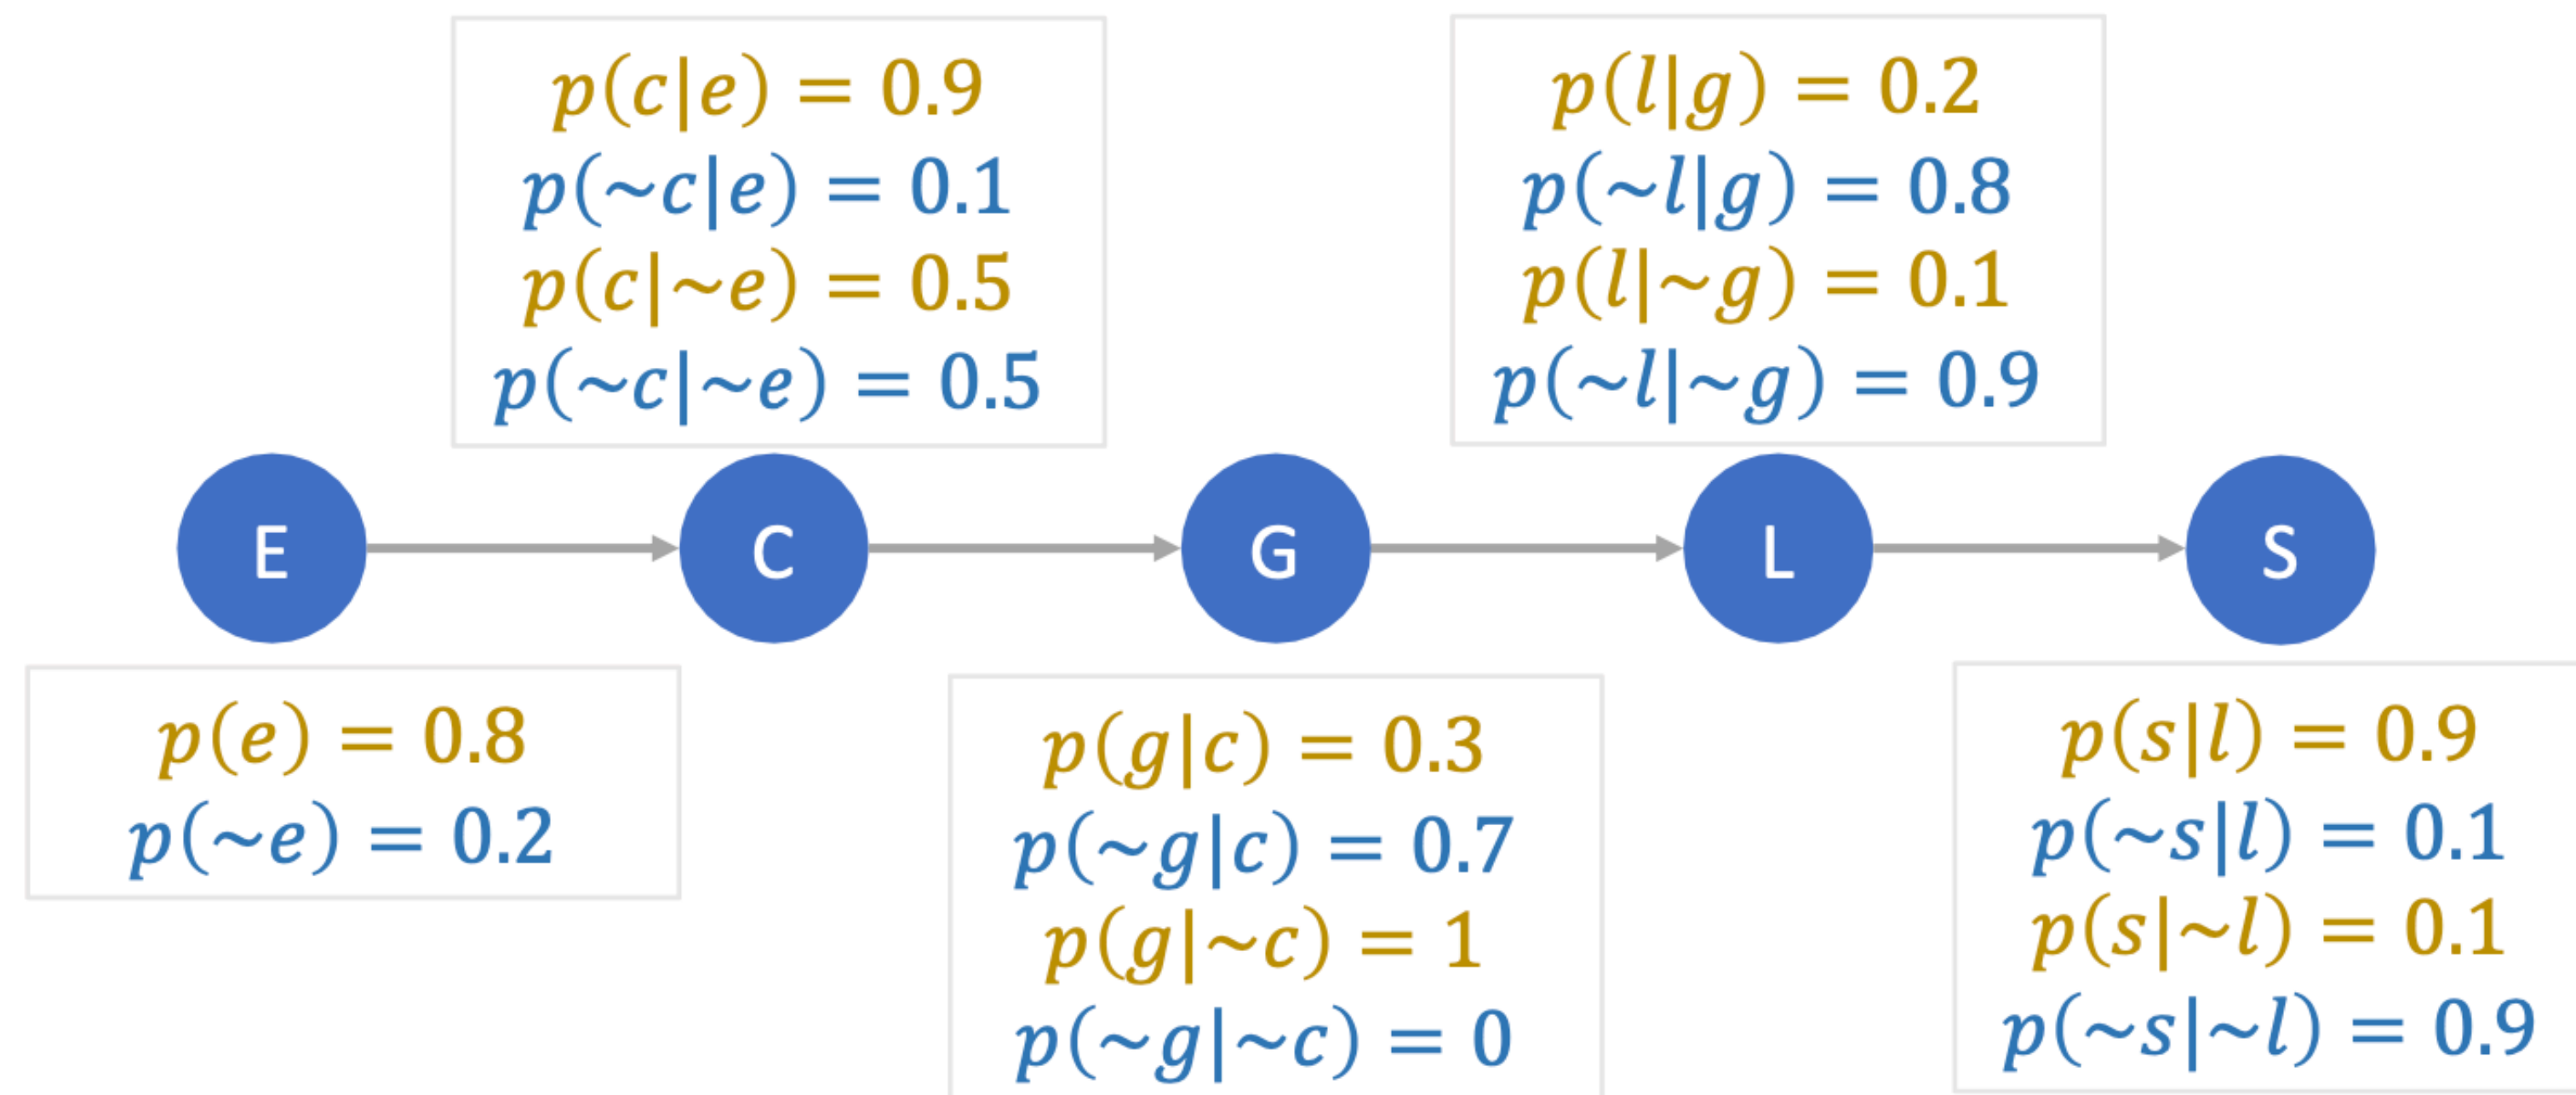 p(c|e) = 0.9
p(~c|e) = 0.1
p(c|~e) = 0.5
p(~c|~e) = 0.5
p(l|g) = 0.2
p(~l|g) = 0.8
p(l|~g) = 0.1
p(~l|~g) = 0.9
E
C
G
L
S
p(e) = 0.8
p(~e) = 0.2
p(g|c) = 0.3
p(~g|c) = 0.7
p(g|~c) = 1
p(~g|~c) = 0
p(s|l) = 0.9
p(~s|l) = 0.1
p(s|~l) = 0.1
p(~s|~l) = 0.9